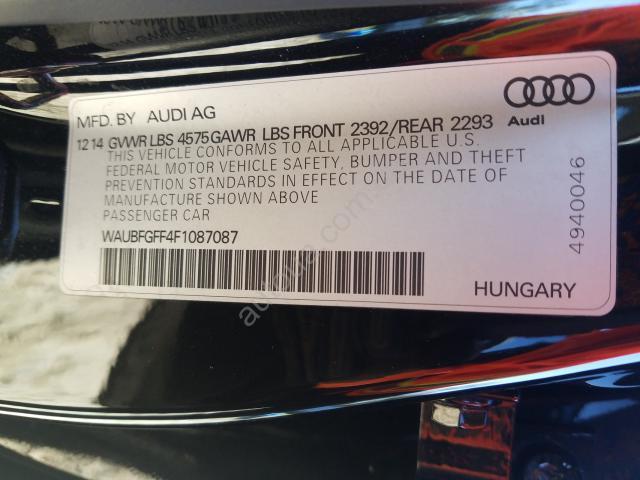 MFD. BY AUDI AG
Audi
12 14 GVWR LBS 4575 GAWR LBS FRONT 2392/REAR 2293
THIS VEHICLE CONFORMS TO ALL APPLICABLE U.S.
FEDERAL MOTOR VEHICLE SAFETY, BUMPER AND THEFT
PREVENTION STANDARDS IN EFFECT ON THE DATE OF
MANUFACTURE SHOWN ABOVE
PASSENGER CAR
WAUBFGFF4F1087087
HUNGARY
4940046